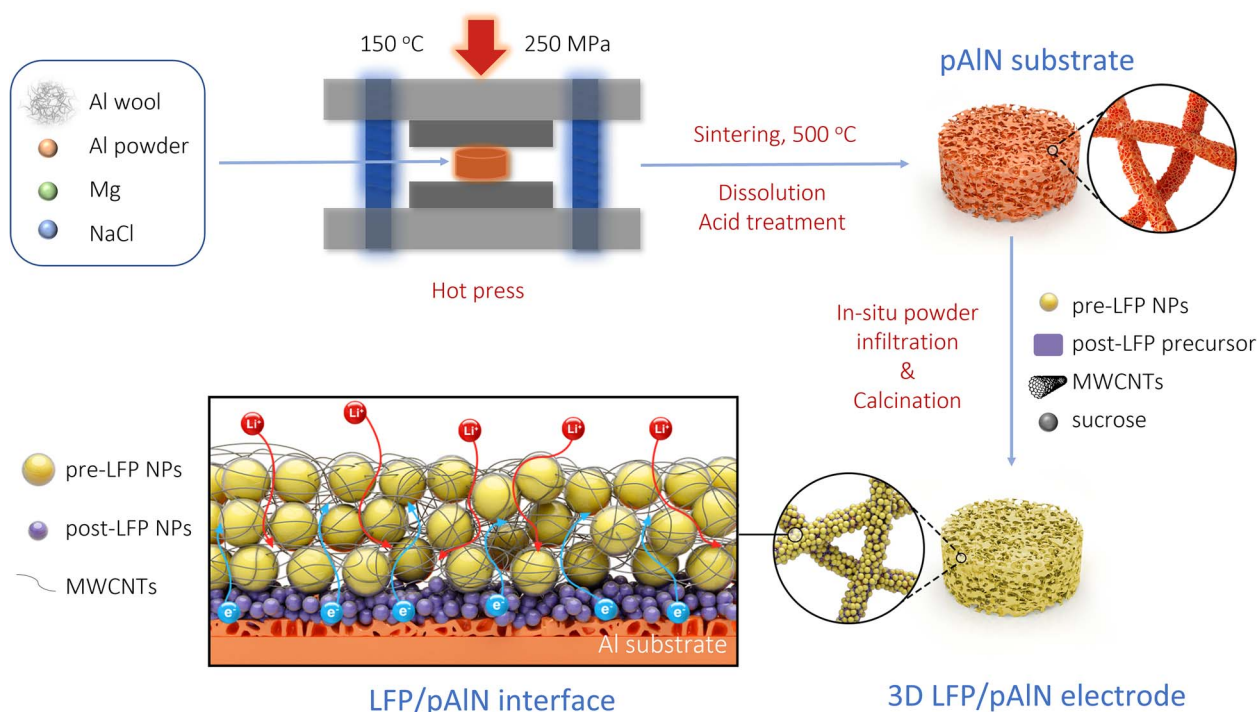 150 °C
250 MPa
Al wool
Al powder
Mg
NaCl
Hot press
Sintering, 500 °C
Dissolution
Acid treatment
pAlN substrate
In-situ powder
infiltration
&
Calcination
pre-LFP NPs
post-LFP precursor
MWCNTs
sucrose
pre-LFP NPs
post-LFP NPs
MWCNTs
Li⁺
Li⁺
Li⁺
Li⁺
Li⁺
e⁻
e⁻
e⁻
e⁻
e⁻
e⁻
Al substrate
LFP/pAlN interface
3D LFP/pAlN electrode